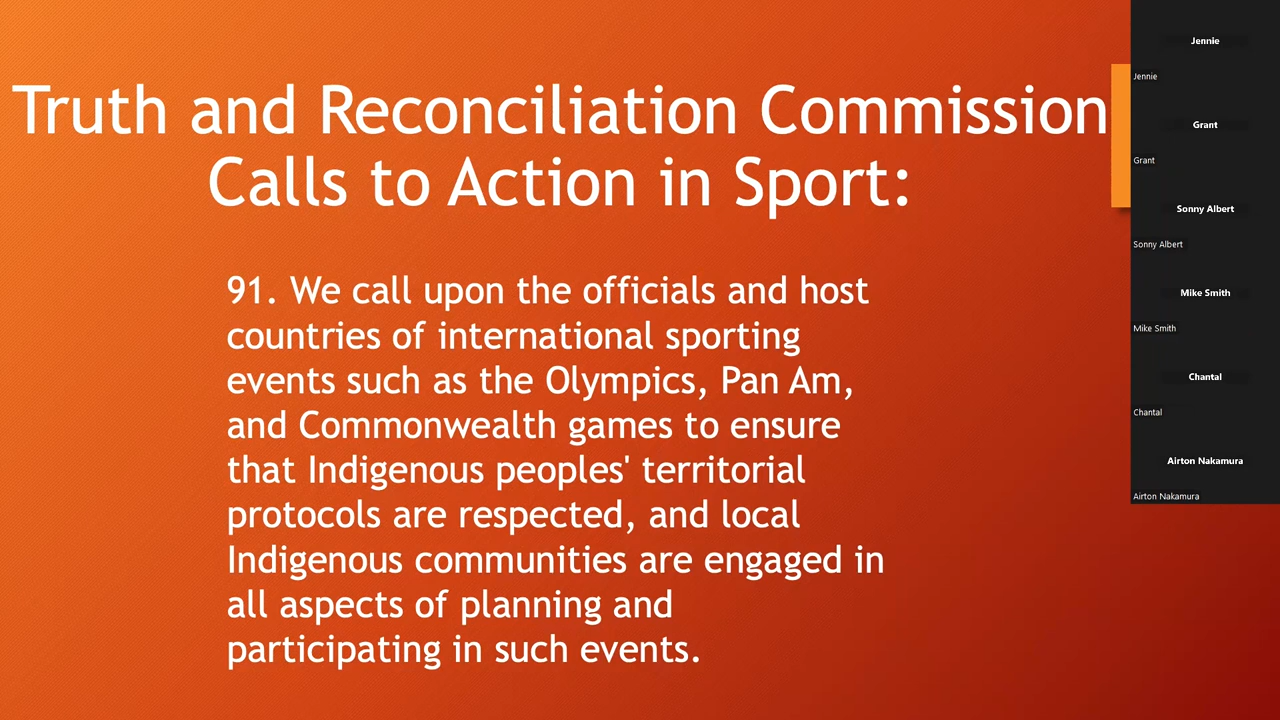 Truth and Reconciliation Commission
Calls to Action in Sport:
91. We call upon the officials and host
countries of international sporting
events such as the Olympics, Pan Am,
and Commonwealth games to ensure
that Indigenous peoples' territorial
protocols are respected, and local
Indigenous communities are engaged in
all aspects of planning and
participating in such events.
Jennie
Jennie
Grant
Grant
Sonny Albert
Sonny Albert
Mike Smith
Mike Smith
Chantal
Chantal
Airton Nakamura
Airton Nakamura